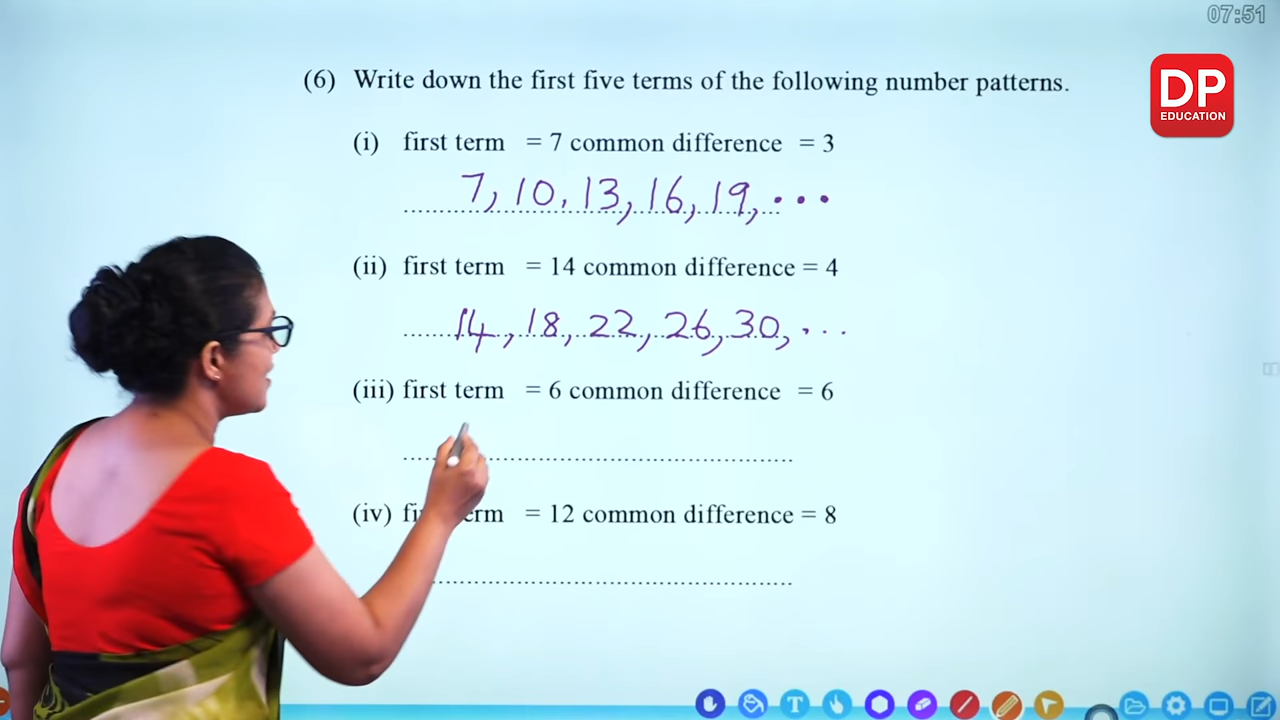 07:51
(6) Write down the first five terms of the following number patterns.
DP
EDUCATION
(i) first term = 7 common difference = 3
7, 10, 13, 16, 19, ...
(ii) first term = 14 common difference = 4
14, 18, 22, 26, 30, ...
(iii) first term = 6 common difference = 6
..............................................................
(iv) term = 12 common difference = 8
..............................................................
T